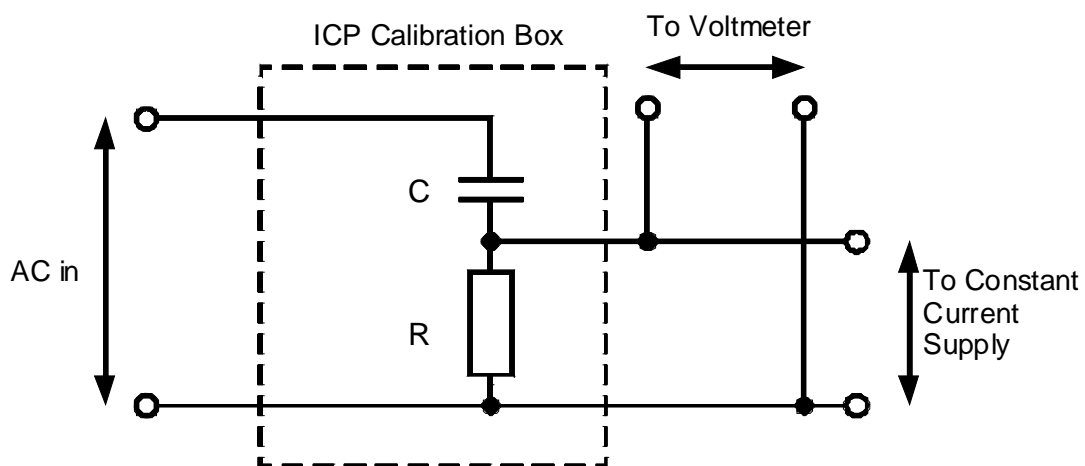 ICP Calibration Box
To Voltmeter
C
AC in
R
To Constant
Current
Supply